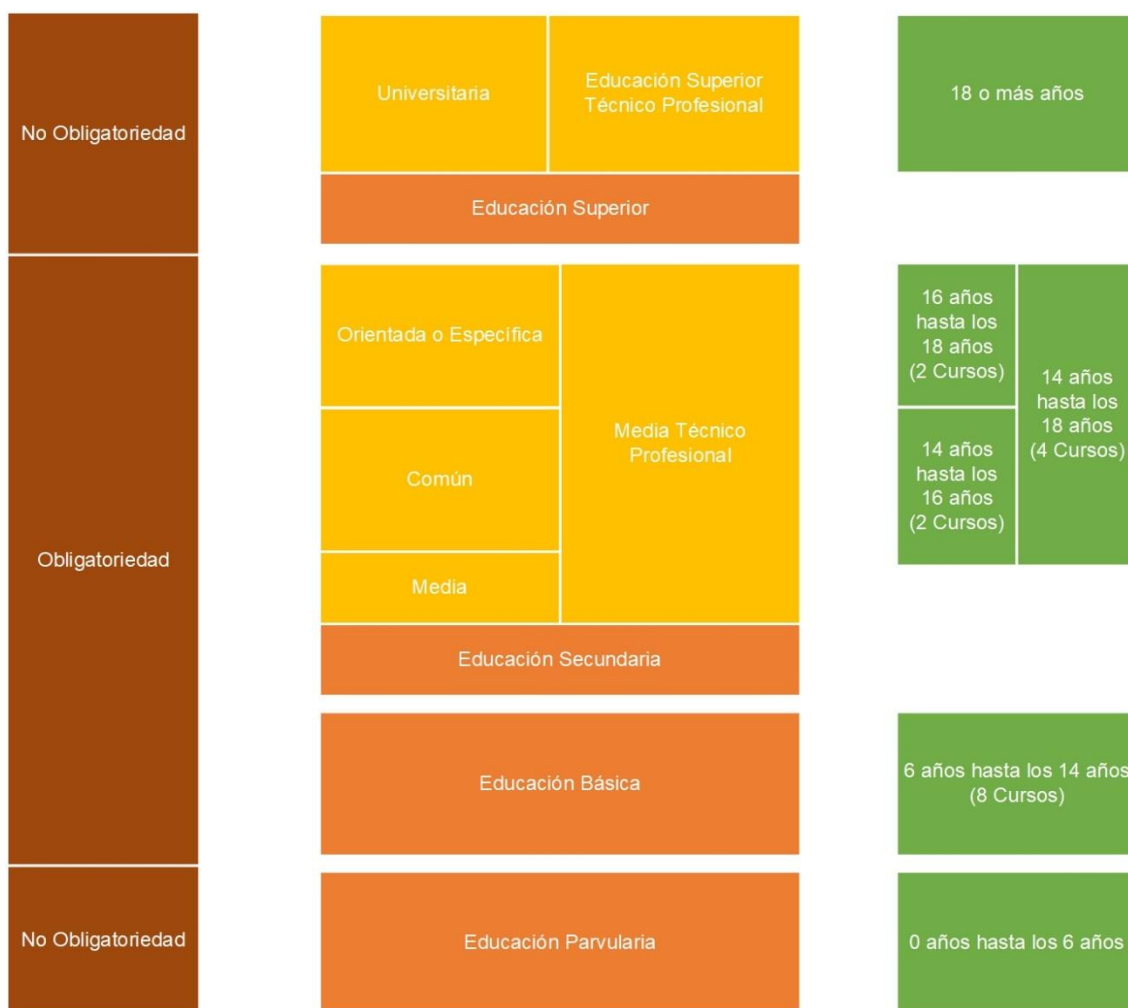 No Obligatoriedad
Universitaria
Educación Superior
Técnico Profesional
18 o más años
Educación Superior
Obligatoriedad
Orientada o Específica
Común
Media
Media Técnico
Profesional
16 años
hasta los
18 años
(2 Cursos)
14 años
hasta los
16 años
(2 Cursos)
14 años
hasta los
18 años
(4 Cursos)
Educación Secundaria
Educación Básica
6 años hasta los 14 años
(8 Cursos)
No Obligatoriedad
Educación Parvularia
0 años hasta los 6 años